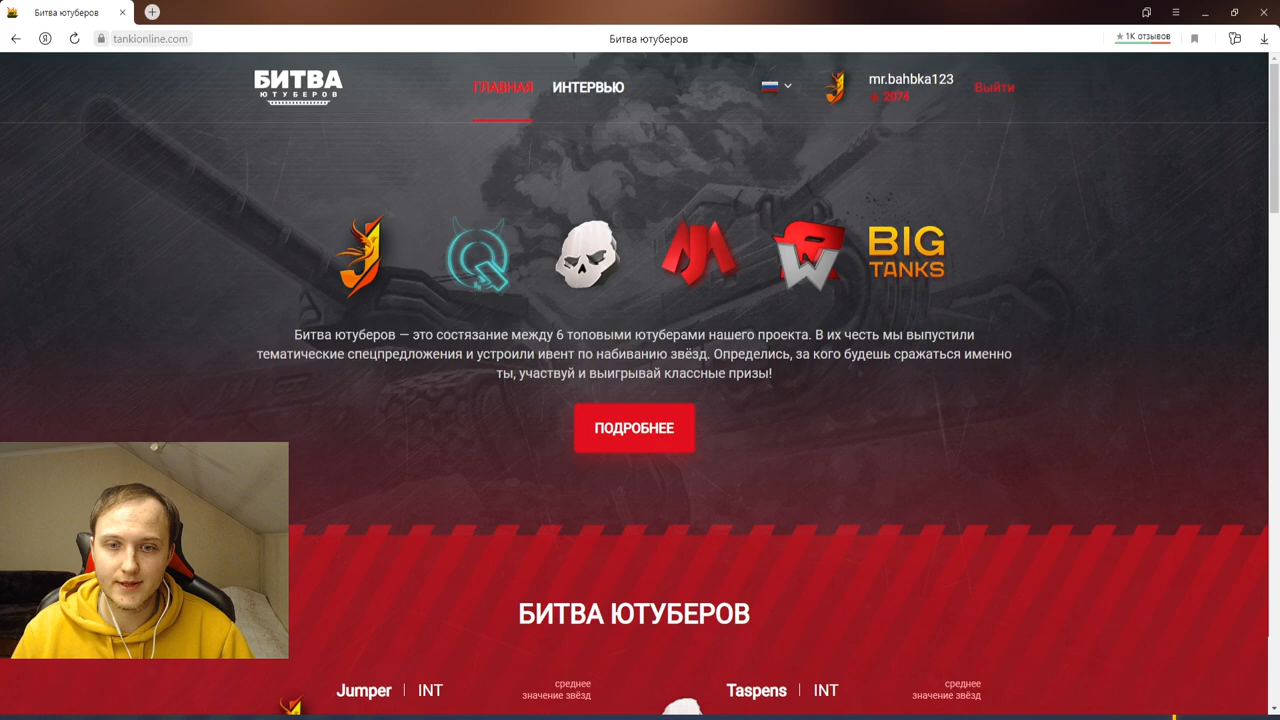 Битва ютуберов
tankionline.com
Битва ютуберов
1К отзывов
БИТВА
ЮТУБЕРОВ
ГЛАВНАЯ
ИНТЕРВЬЮ
mr.bahbka123
2074
Выйти
BIG
TANKS
Битва ютуберов — это состязание между 6 топовыми ютуберами нашего проекта. В их честь мы выпустили
тематические спецпредложения и устроили ивент по набиванию звёзд. Определись, за кого будешь сражаться именно
ты, участвуй и выигрывай классные призы!
ПОДРОБНЕЕ
БИТВА ЮТУБЕРОВ
Jumper | INT
среднее
значение звёзд
Taspens | INT
среднее
значение звёзд